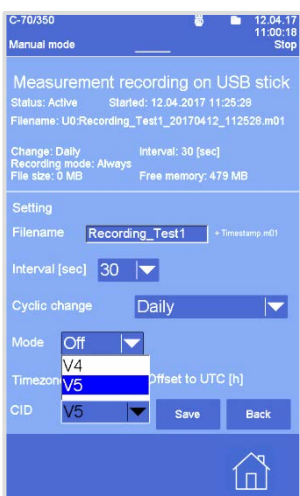 C-70/350 12.04.17
11:00:18
Manual mode Stop
Measurement recording on USB stick
Status: Active Started: 12.04.2017 11:25:28
Filename: U0:Recording_Test1_20170412_112528.m01
Change: Daily Interval: 30 [sec]
Recording mode: Always
File size: 0 MB Free memory: 479 MB
Setting
Filename Recording_Test1 + Timestamp.m01
Interval [sec] 30
Cyclic change Daily
Mode Off
V4
Offset to UTC [h]
V5
CID V5 Save Back